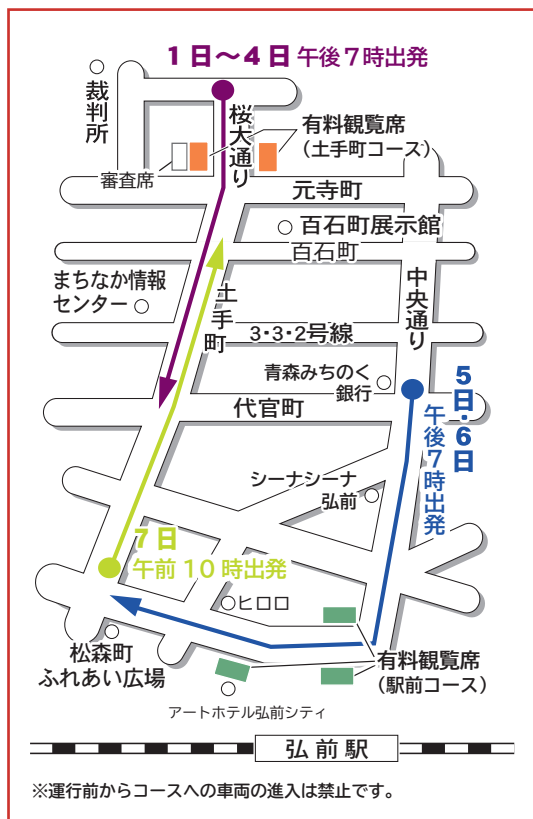 1日～4日 午後7時出発
裁判所
桜大通り
有料観覧席
（土手町コース）
審査席
元寺町
百石町展示館
百石町
まちなか情報
センター
土手町
中央通り
3・3・2号線
青森みちのく
銀行
5日・6日
午後7時出発
代官町
シーナシーナ
弘前
7日
午前10時出発
ヒロロ
松森町
ふれあい広場
有料観覧席
（駅前コース）
アートホテル弘前シティ
弘前駅
※運行前からコースへの車両の進入は禁止です。